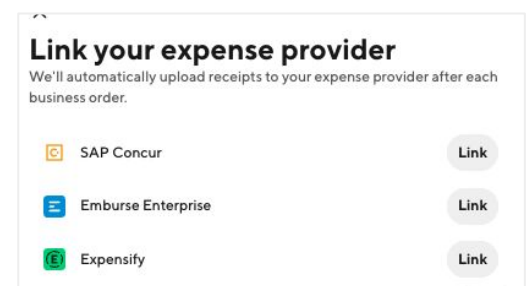 Link your expense provider
We'll automatically upload receipts to your expense provider after each
business order.
SAP Concur Link
Emburse Enterprise Link
Expensify Link